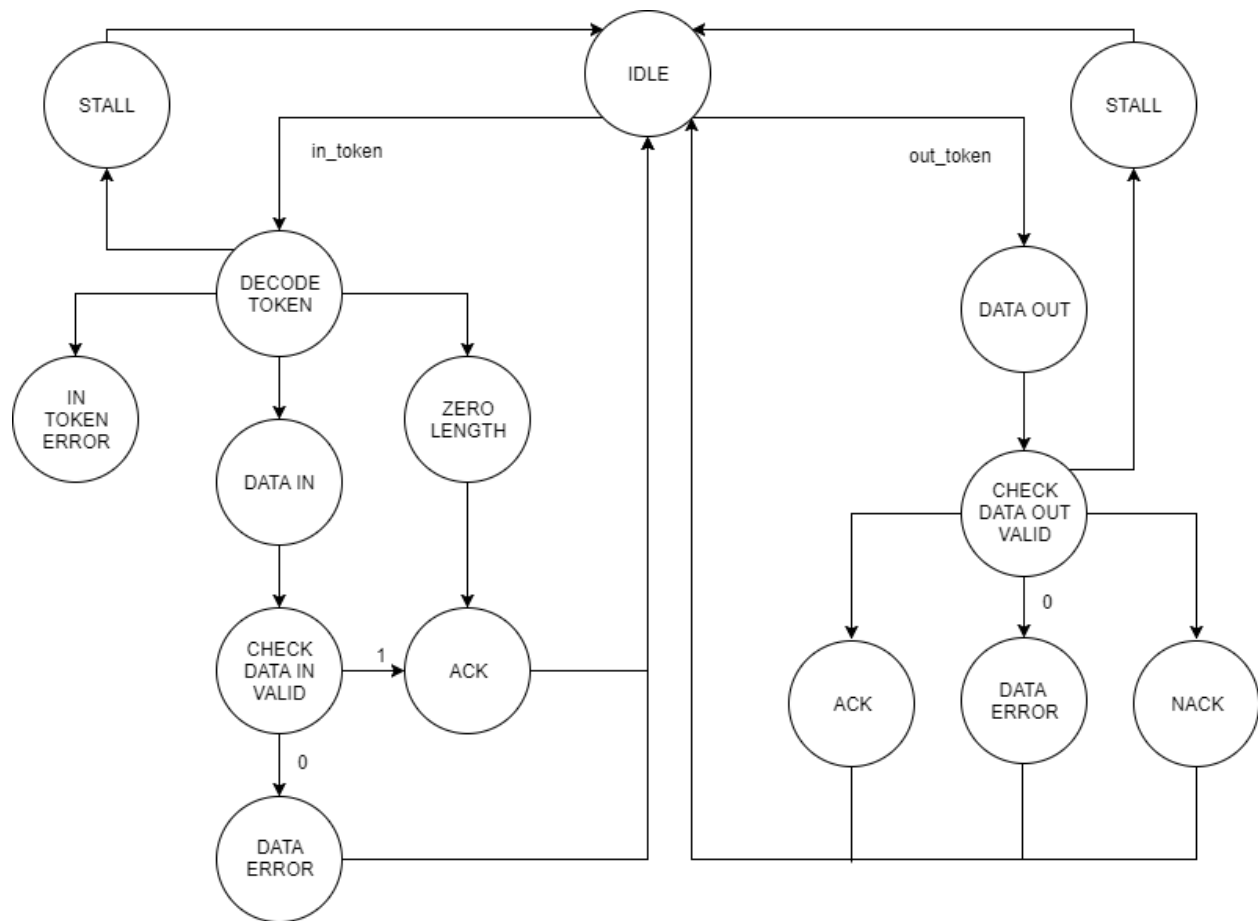 IDLE
STALL
STALL
in_token
out_token
DECODE
TOKEN
DATA OUT
IN
TOKEN
ERROR
ZERO
LENGTH
DATA IN
CHECK
DATA OUT
VALID
0
CHECK
DATA IN
VALID
1
ACK
ACK
DATA
ERROR
NACK
0
DATA
ERROR